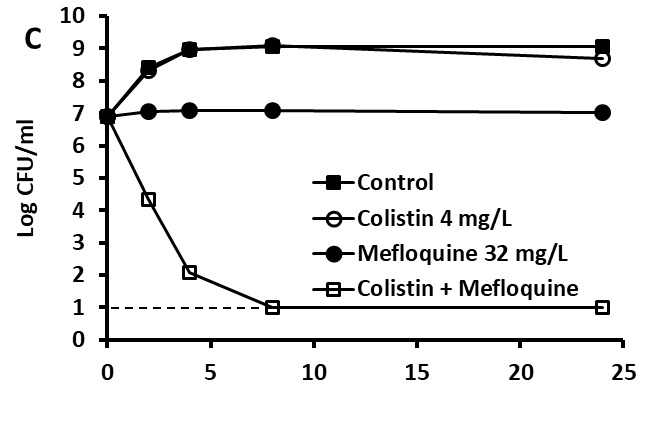 C
Log CFU/ml
10
9
8
7
6
5
4
3
2
1
0
Control
Colistin 4 mg/L
Mefloquine 32 mg/L
Colistin + Mefloquine
0 5 10 15 20 25